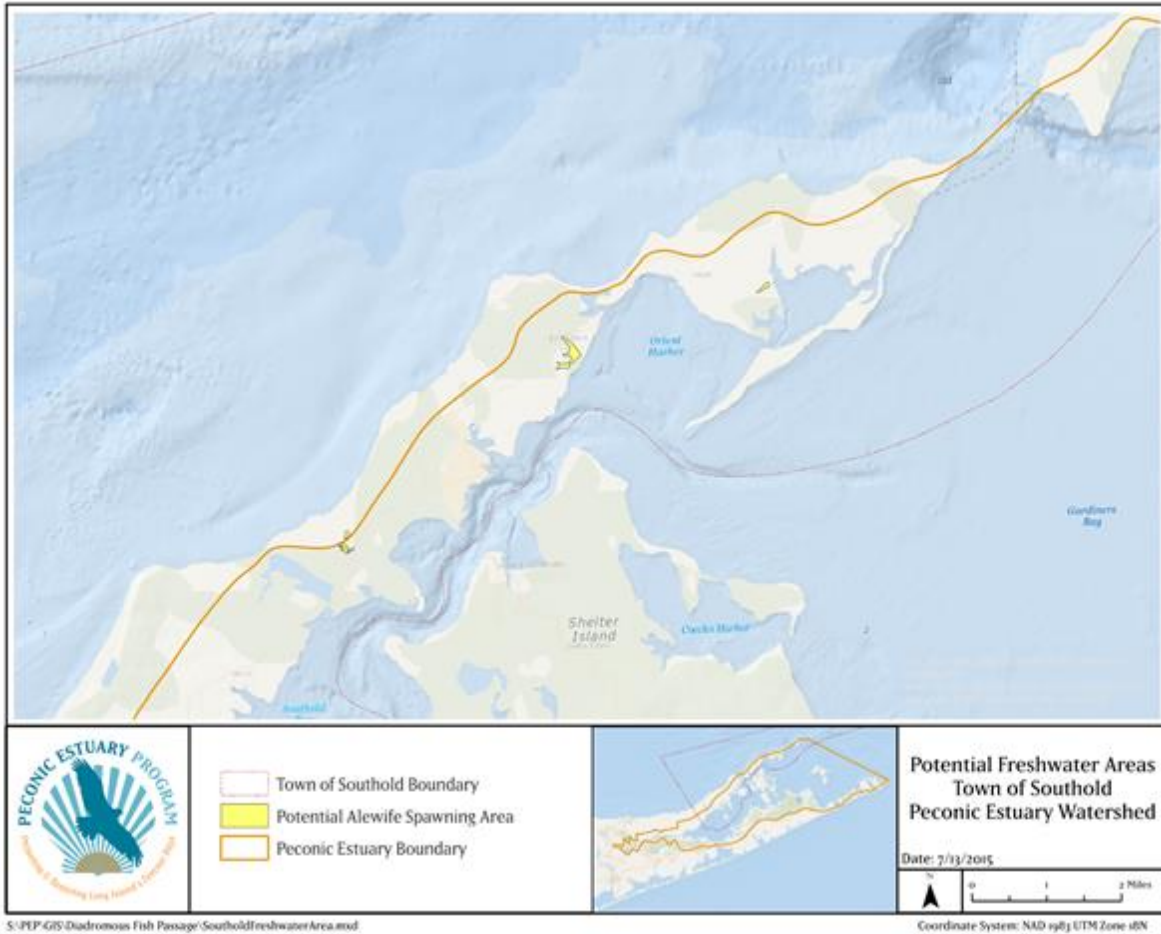 Orient
Harbor
Gardiners
Bay
Shelter
Island
Coecles Harbor
Southold
PECONIC ESTUARY PROGRAM
Town of Southold Boundary
Potential Alewife Spawning Area
Peconic Estuary Boundary
Potential Freshwater Areas
Town of Southold
Peconic Estuary Watershed
Date: 7/13/2015
N
0 1 2 Miles
S:\PEP\GIS\Diadromous Fish Passage\SoutholdFreshwaterArea.mxd
Coordinate System: NAD 1983 UTM Zone 18N